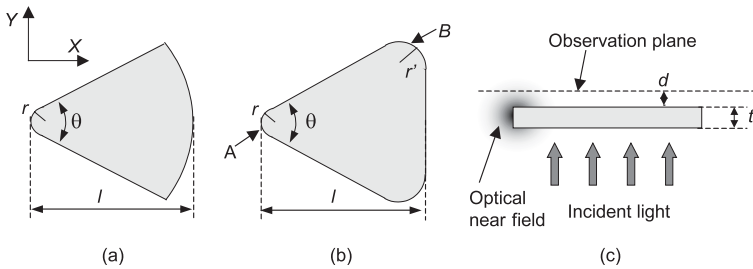 Y
X
r
θ
l
(a)
A
r
θ
r'
B
l
(b)
Observation plane
d
t
Optical
near field
Incident light
(c)